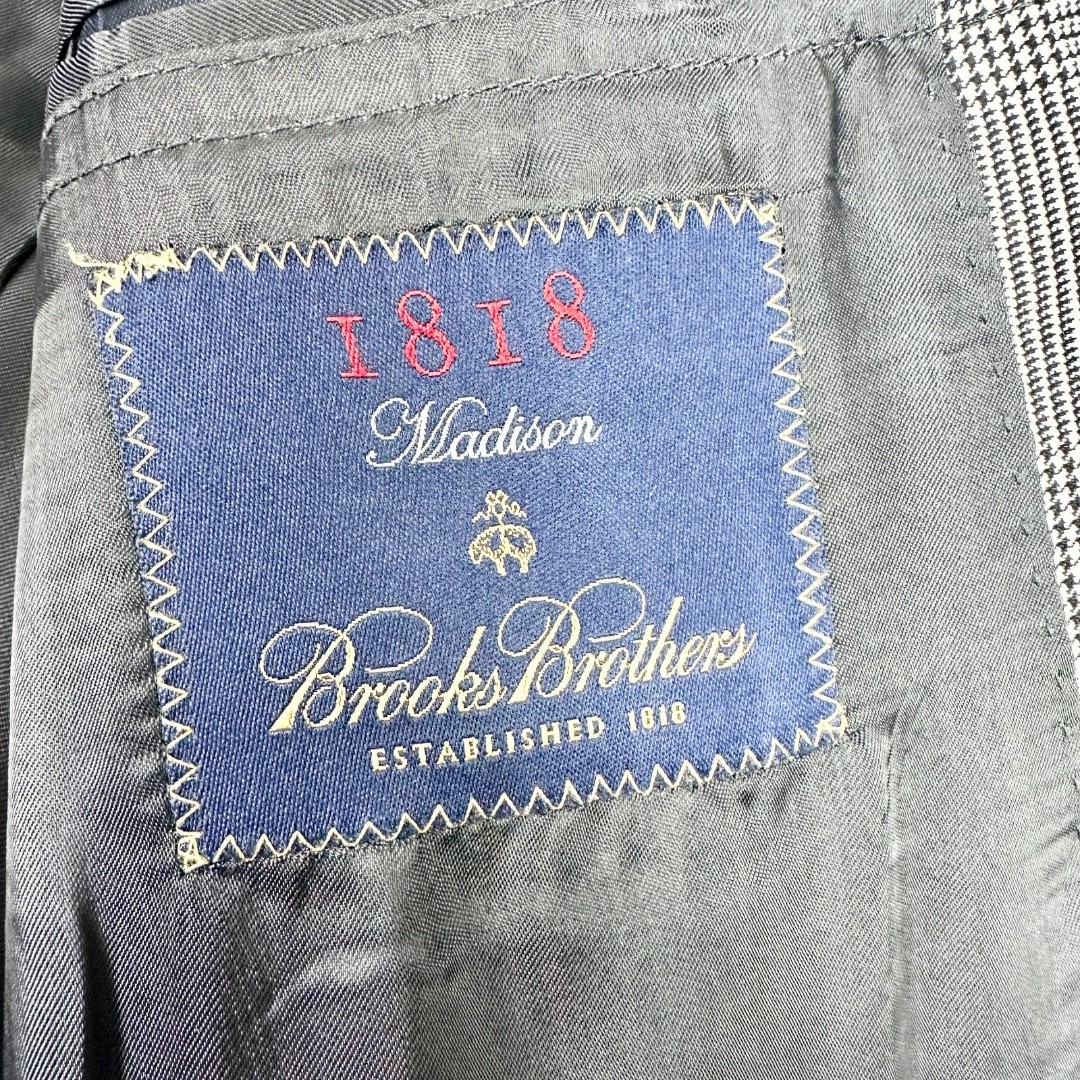 1818
Madison
Brooks Brothers
ESTABLISHED 1818